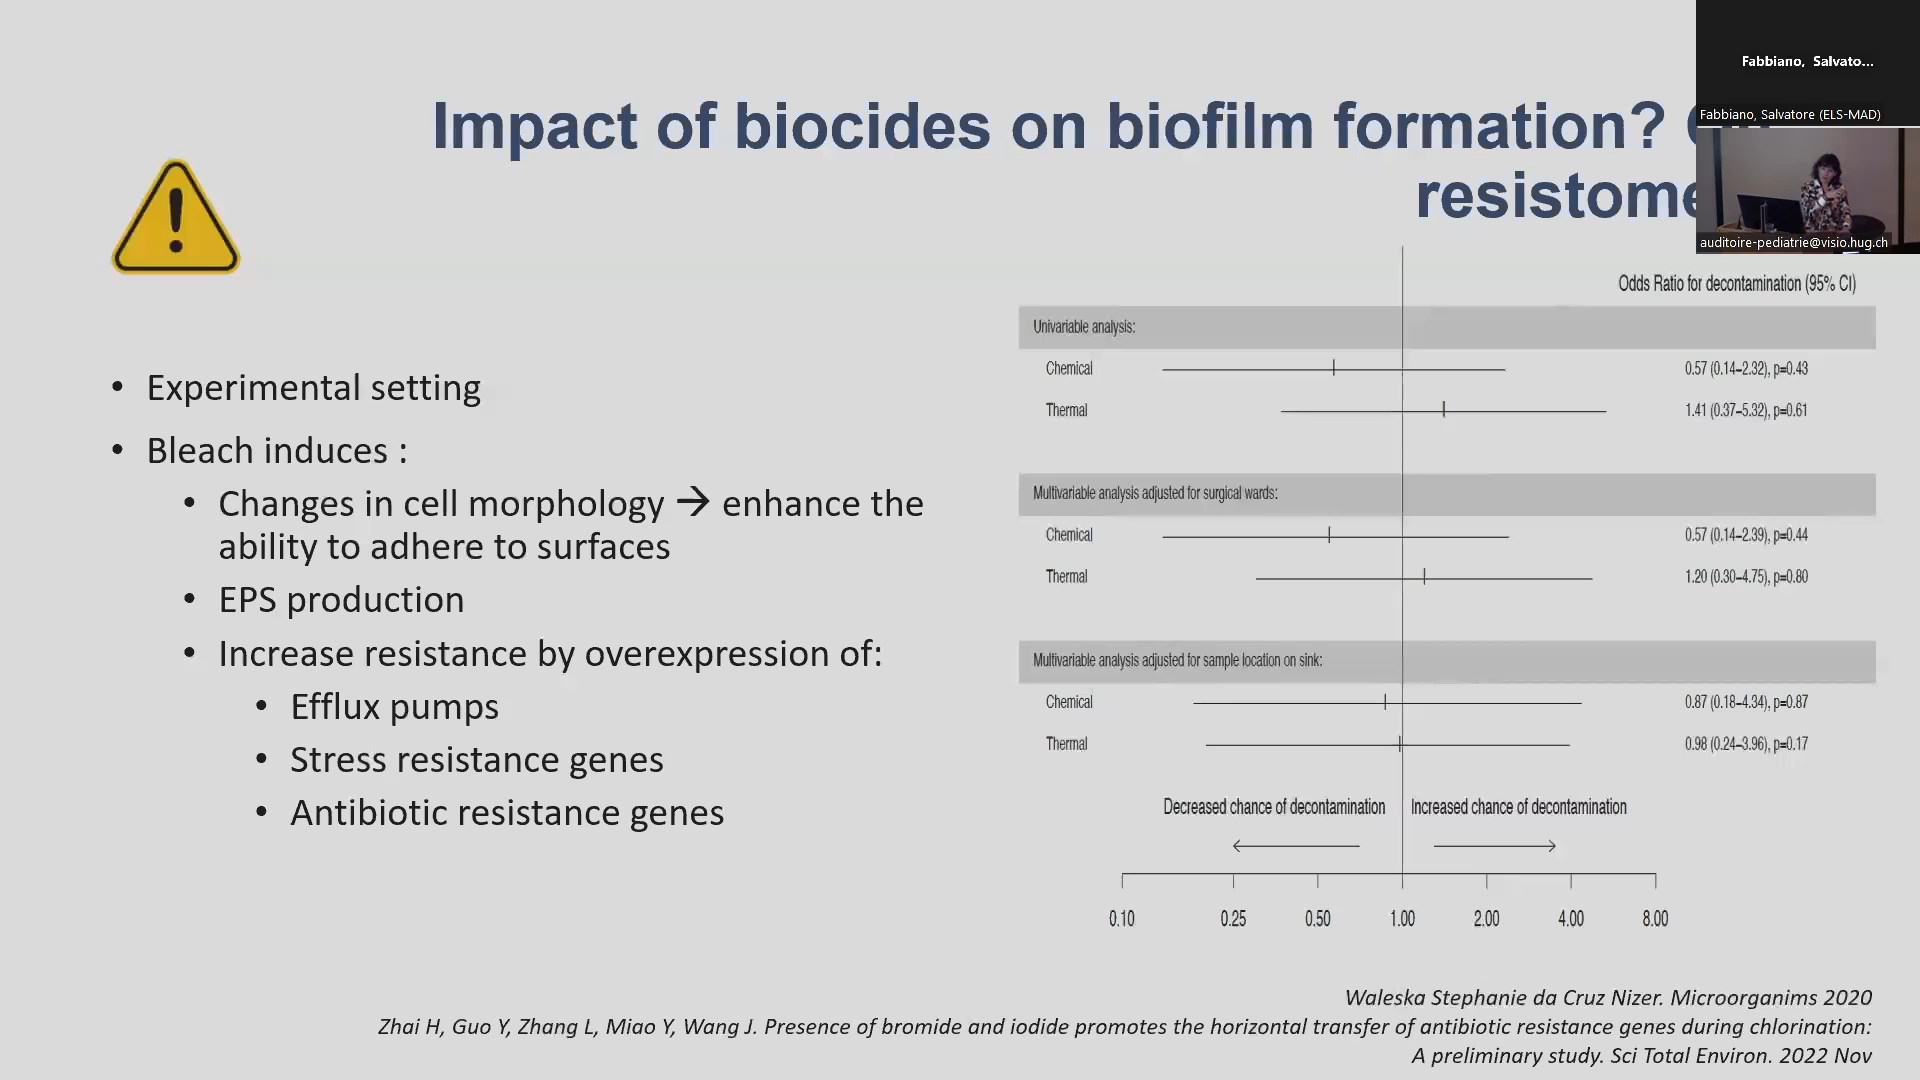 Impact of biocides on biofilm formation?
resistome
Fabbiano, Salvato...
Fabbiano, Salvatore (ELS-MAD)
auditoire-pediatrie@visio.hug.ch
• Experimental setting
• Bleach induces :
• Changes in cell morphology → enhance the
ability to adhere to surfaces
• EPS production
• Increase resistance by overexpression of:
• Efflux pumps
• Stress resistance genes
• Antibiotic resistance genes
Odds Ratio for decontamination (95% CI)
Univariable analysis:
Chemical 0.57 (0.14–2.32), p=0.43
Thermal 1.41 (0.37–5.32), p=0.61
Multivariable analysis adjusted for surgical wards:
Chemical 0.57 (0.14–2.39), p=0.44
Thermal 1.20 (0.30–4.75), p=0.80
Multivariable analysis adjusted for sample location on sink:
Chemical 0.87 (0.18–4.34), p=0.87
Thermal 0.98 (0.24–3.96), p=0.17
Decreased chance of decontamination Increased chance of decontamination
0.10 0.25 0.50 1.00 2.00 4.00 8.00
Waleska Stephanie da Cruz Nizer. Microorganims 2020
Zhai H, Guo Y, Zhang L, Miao Y, Wang J. Presence of bromide and iodide promotes the horizontal transfer of antibiotic resistance genes during chlorination:
A preliminary study. Sci Total Environ. 2022 Nov